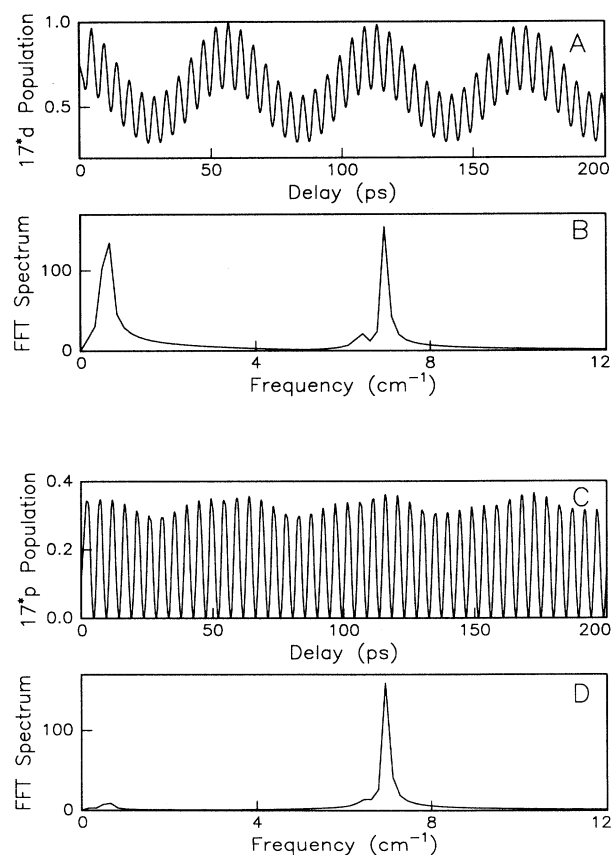 A
17*d Population
1.0
0.5
0
50
100
150
200
Delay (ps)
B
FFT Spectrum
100
0
0
4
8
12
Frequency (cm⁻¹)
C
17*p Population
0.4
0.2
0.0
0
50
100
150
200
Delay (ps)
D
FFT Spectrum
100
0
0
4
8
12
Frequency (cm⁻¹)